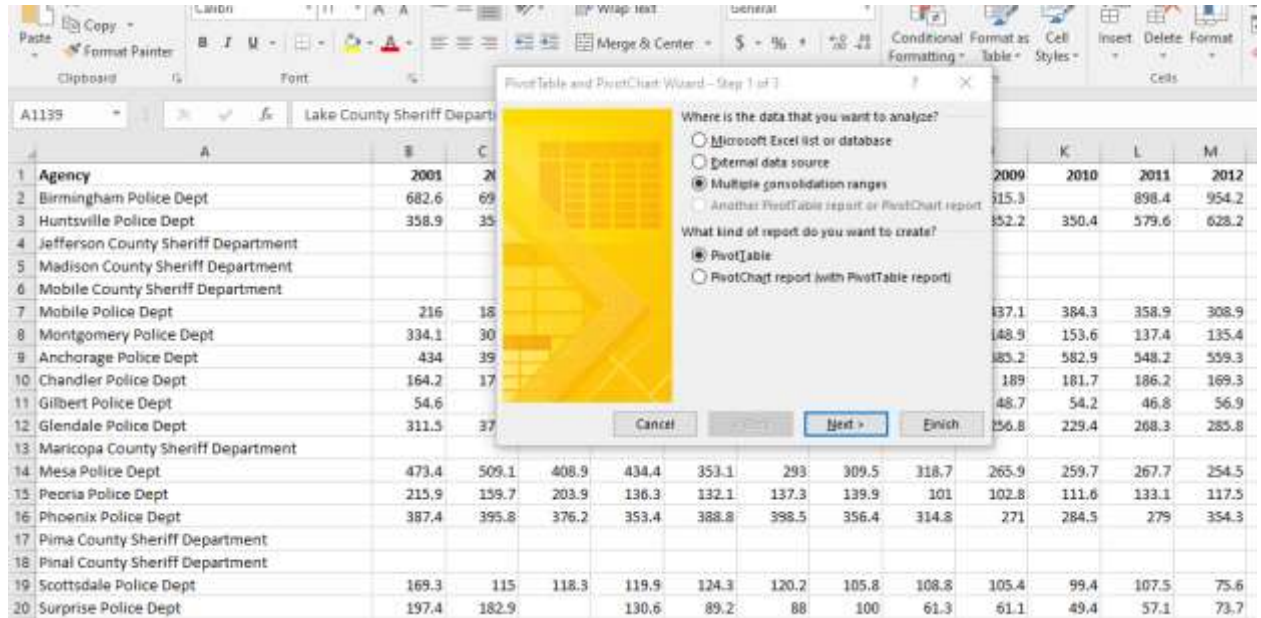 Calibri 11 A A Wrap Text General
Copy
Paste
Format Painter
B I U A Merge & Center $ % Conditional Format as Cell Insert Delete Format
Formatting Table Styles
Clipboard Font Cells
PivotTable and PivotChart Wizard - Step 1 of 3 ? ×
A1139 fx Lake County Sheriff Depart
Where is the data that you want to analyze?
Microsoft Excel list or database
External data source
Multiple consolidation ranges
Another PivotTable report or PivotChart report
What kind of report do you want to create?
PivotTable
PivotChart report (with PivotTable report)
Cancel Next > Finish
A B C K L M
1 Agency 2001 2009 2010 2011 2012
2 Birmingham Police Dept 682.6 69 515.3 898.4 954.2
3 Huntsville Police Dept 358.9 35 352.2 350.4 579.6 628.2
4 Jefferson County Sheriff Department
5 Madison County Sheriff Department
6 Mobile County Sheriff Department
7 Mobile Police Dept 216 18 437.1 384.3 358.9 308.9
8 Montgomery Police Dept 334.1 30 148.9 153.6 137.4 135.4
9 Anchorage Police Dept 434 39 585.2 582.9 548.2 559.3
10 Chandler Police Dept 164.2 17 189 181.7 186.2 169.3
11 Gilbert Police Dept 54.6 48.7 54.2 46.8 56.9
12 Glendale Police Dept 311.5 37 256.8 229.4 268.3 285.8
13 Maricopa County Sheriff Department
14 Mesa Police Dept 473.4 509.1 408.9 434.4 353.1 293 309.5 318.7 265.9 259.7 267.7 254.5
15 Peoria Police Dept 215.9 159.7 203.9 136.3 132.1 137.3 139.9 101 102.8 111.6 133.1 117.5
16 Phoenix Police Dept 387.4 395.8 376.2 353.4 388.8 398.5 356.4 314.8 271 284.5 279 354.3
17 Pima County Sheriff Department
18 Pinal County Sheriff Department
19 Scottsdale Police Dept 169.3 115 118.3 119.9 124.3 120.2 105.8 108.8 105.4 99.4 107.5 75.6
20 Surprise Police Dept 197.4 182.9 130.6 89.2 88 100 61.3 61.1 49.4 57.1 73.7